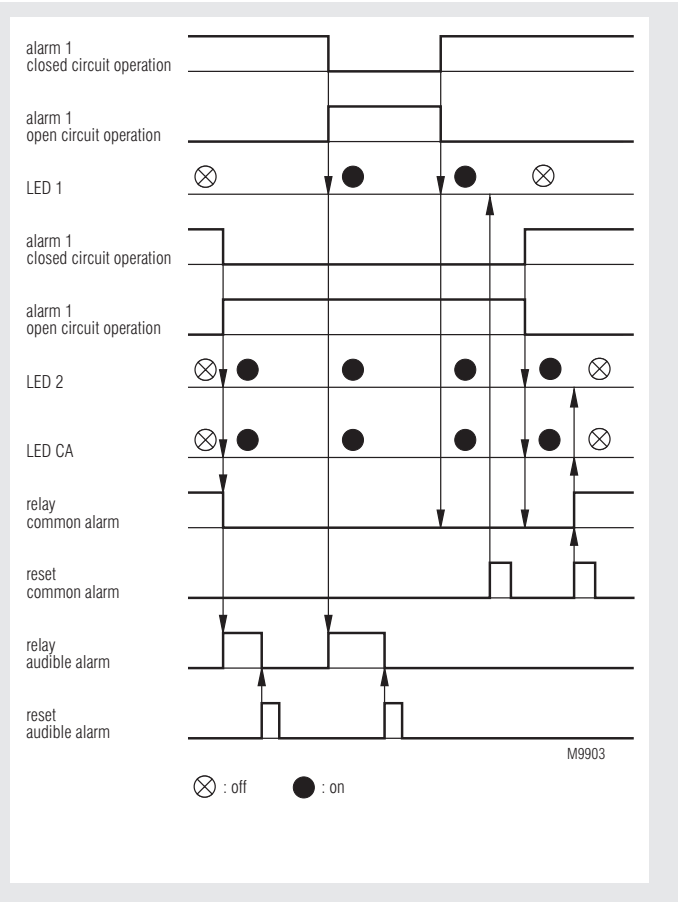 alarm 1
closed circuit operation
alarm 1
open circuit operation
LED 1
alarm 1
closed circuit operation
alarm 1
open circuit operation
LED 2
LED CA
relay
common alarm
reset
common alarm
relay
audible alarm
reset
audible alarm
M9903
: off : on